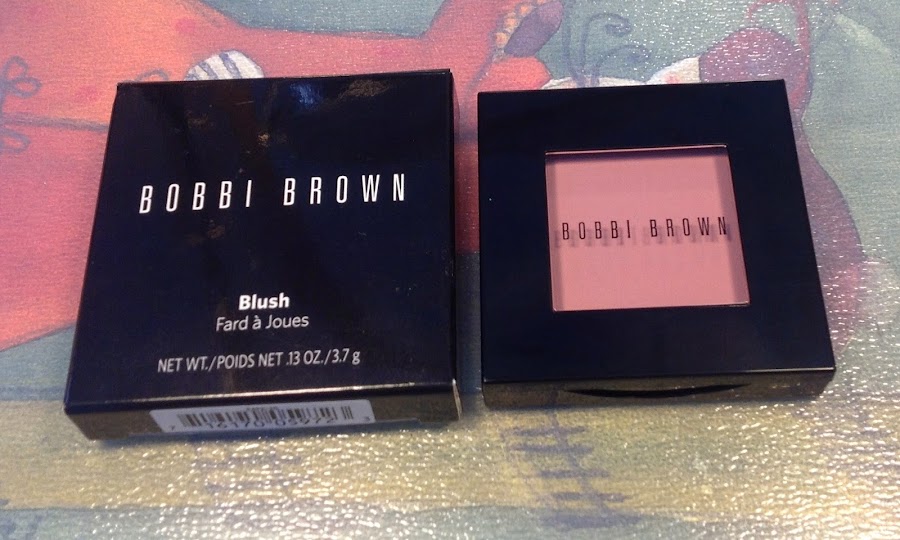 BOBBI BROWN
Blush
Fard à Joues
NET WT./POIDS NET .13 OZ./3.7 g
BOBBI BROWN